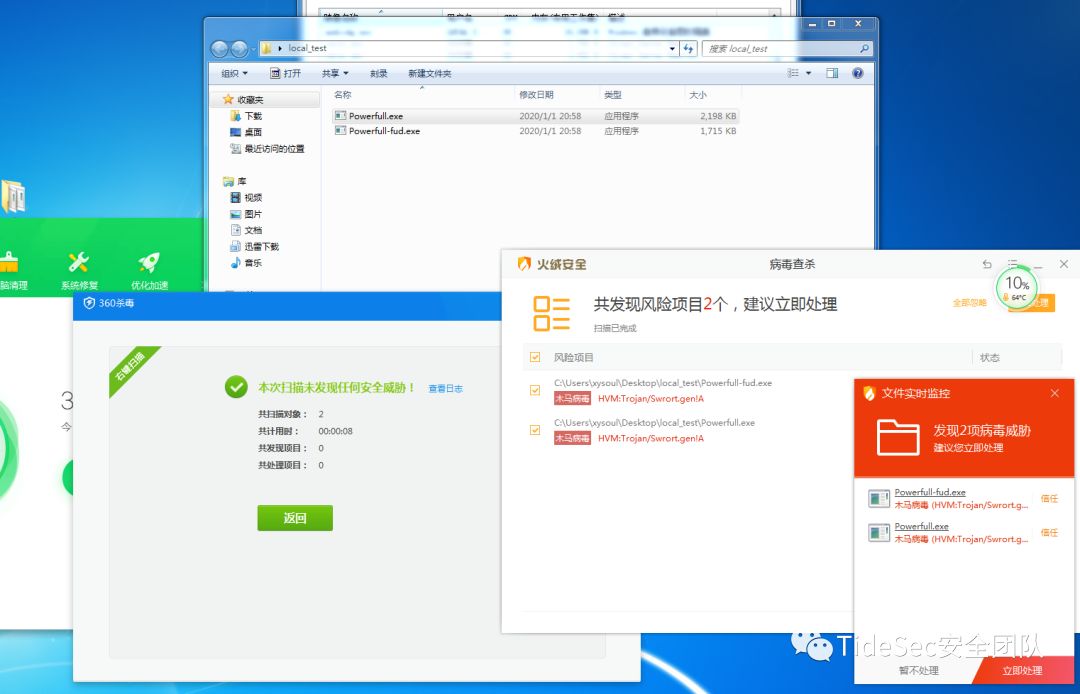 local_test
搜索 local_test
组织 打开 共享 刻录 新建文件夹
名称 修改日期 类型 大小
收藏夹
下载
桌面
最近访问的位置
库
视频
图片
文档
迅雷下载
音乐
Powerfull.exe 2020/1/1 20:58 应用程序 2,198 KB
Powerfull-fud.exe 2020/1/1 20:58 应用程序 1,715 KB
脑清理 系统修复 优化加速
3
今
360杀毒
右键扫描
本次扫描未发现任何安全威胁! 查看日志
共扫描对象: 2
共计用时: 00:00:08
共发现项目: 0
共处理项目: 0
返回
火绒安全 病毒查杀
共发现风险项目2个,建议立即处理
扫描已完成
全部忽略
处理
10%
64°C
风险项目 状态
C:\Users\xysoul\Desktop\local_test\Powerfull-fud.exe
木马病毒 HVM:Trojan/Swrort.gen!A
C:\Users\xysoul\Desktop\local_test\Powerfull.exe
木马病毒 HVM:Trojan/Swrort.gen!A
文件实时监控
发现2项病毒威胁
建议您立即处理
Powerfull-fud.exe
木马病毒 (HVM:Trojan/Swrort.g... 信任
Powerfull.exe
木马病毒 (HVM:Trojan/Swrort.g... 信任
TideSec安全团队
暂不处理 立即处理